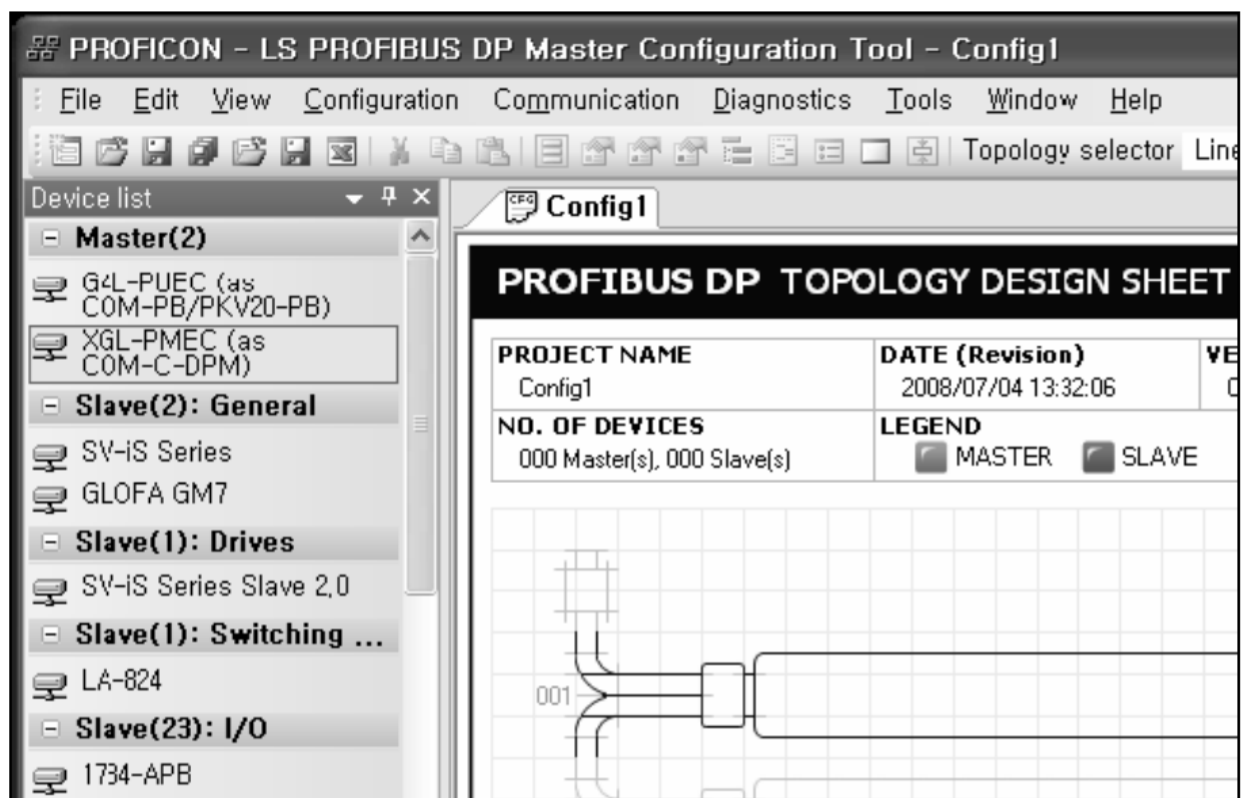 PROFICON - LS PROFIBUS DP Master Configuration Tool - Config1
File Edit View Configuration Communication Diagnostics Tools Window Help
Topology selector Line
Device list
Config1
Master(2)
G4L-PUEC (as
COM-PB/PKV20-PB)
XGL-PMEC (as
COM-C-DPM)
Slave(2): General
SV-iS Series
GLOFA GM7
Slave(1): Drives
SV-iS Series Slave 2,0
Slave(1): Switching ...
LA-824
Slave(23): I/O
1734-APB
PROFIBUS DP TOPOLOGY DESIGN SHEET
PROJECT NAME
Config1
DATE (Revision)
2008/07/04 13:32:06
VE
NO. OF DEVICES
000 Master(s), 000 Slave(s)
LEGEND
MASTER SLAVE
001